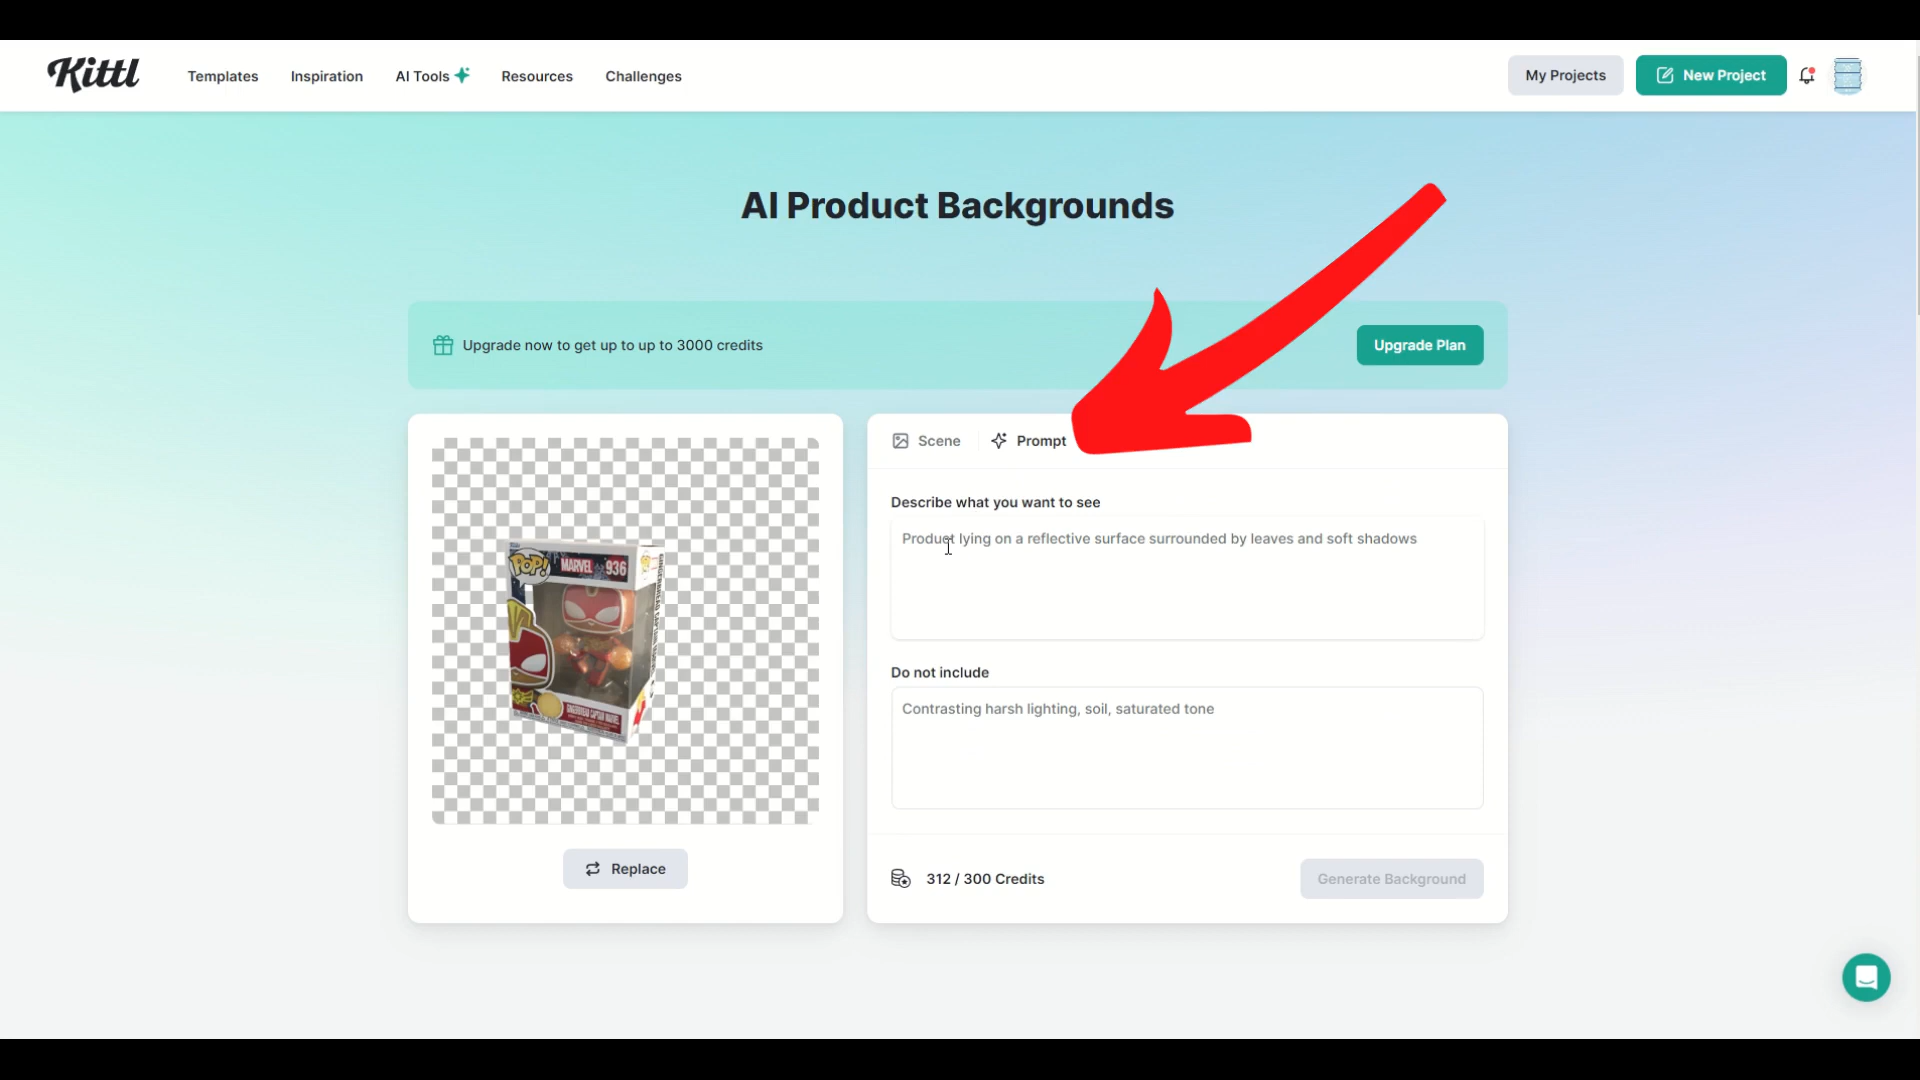 Kittl
Templates
Inspiration
AI Tools
Resources
Challenges
My Projects
New Project
AI Product Backgrounds
Upgrade now to get up to up to 3000 credits
Upgrade Plan
POP!
MARVEL 936
Replace
Scene
Prompt
Describe what you want to see
Product lying on a reflective surface surrounded by leaves and soft shadows
Do not include
Contrasting harsh lighting, soil, saturated tone
312 / 300 Credits
Generate Background